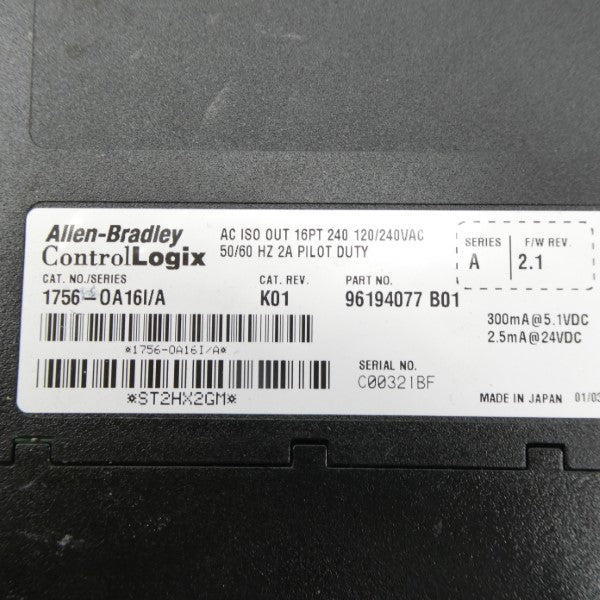 Allen-Bradley
ControlLogix
AC ISO OUT 16PT 240 120/240VAC
50/60 HZ 2A PILOT DUTY
SERIES
A
F/W REV.
2.1
CAT. NO./SERIES
1756-OA16I/A
CAT. REV.
K01
PART NO.
96194077 B01
300mA@5.1VDC
2.5mA@24VDC
*1756-OA16I/A*
*ST2HX2GM*
SERIAL NO.
C00321BF
MADE IN JAPAN 01/03